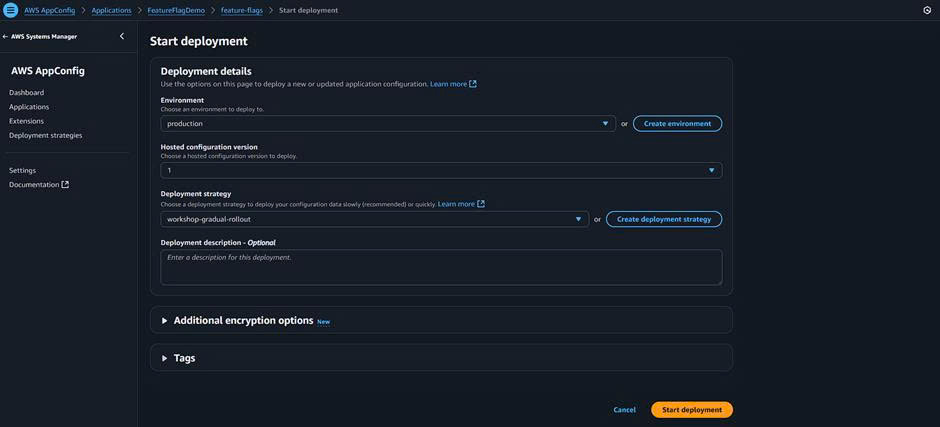 AWS AppConfig > Applications > FeatureFlagDemo > feature-flags > Start deployment
AWS Systems Manager
AWS AppConfig
Dashboard
Applications
Extensions
Deployment strategies
Settings
Documentation
Start deployment
Deployment details
Use the options on this page to deploy a new or updated application configuration. Learn more
Environment
Choose an environment to deploy to.
production
or
Create environment
Hosted configuration version
Choose a hosted configuration version to deploy.
1
Deployment strategy
Choose a deployment strategy to deploy your configuration data slowly (recommended) or quickly. Learn more
workshop-gradual-rollout
or
Create deployment strategy
Deployment description - Optional
Enter a description for this deployment.
Additional encryption options New
Tags
Cancel
Start deployment